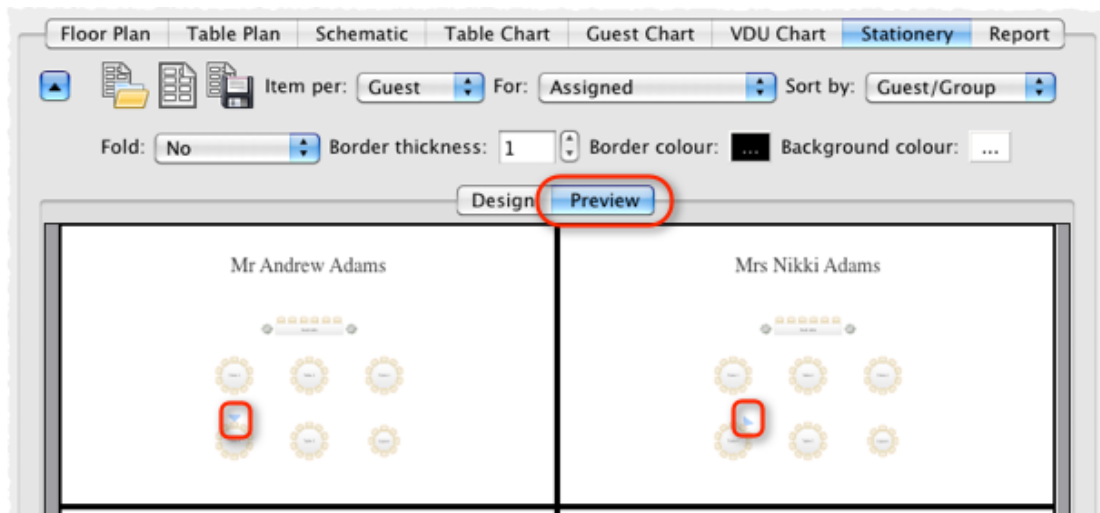 Floor Plan Table Plan Schematic Table Chart Guest Chart VDU Chart Stationery Report
Item per: Guest For: Assigned Sort by: Guest/Group
Fold: No Border thickness: 1 Border colour: ... Background colour: ...
Design Preview
Mr Andrew Adams Mrs Nikki Adams